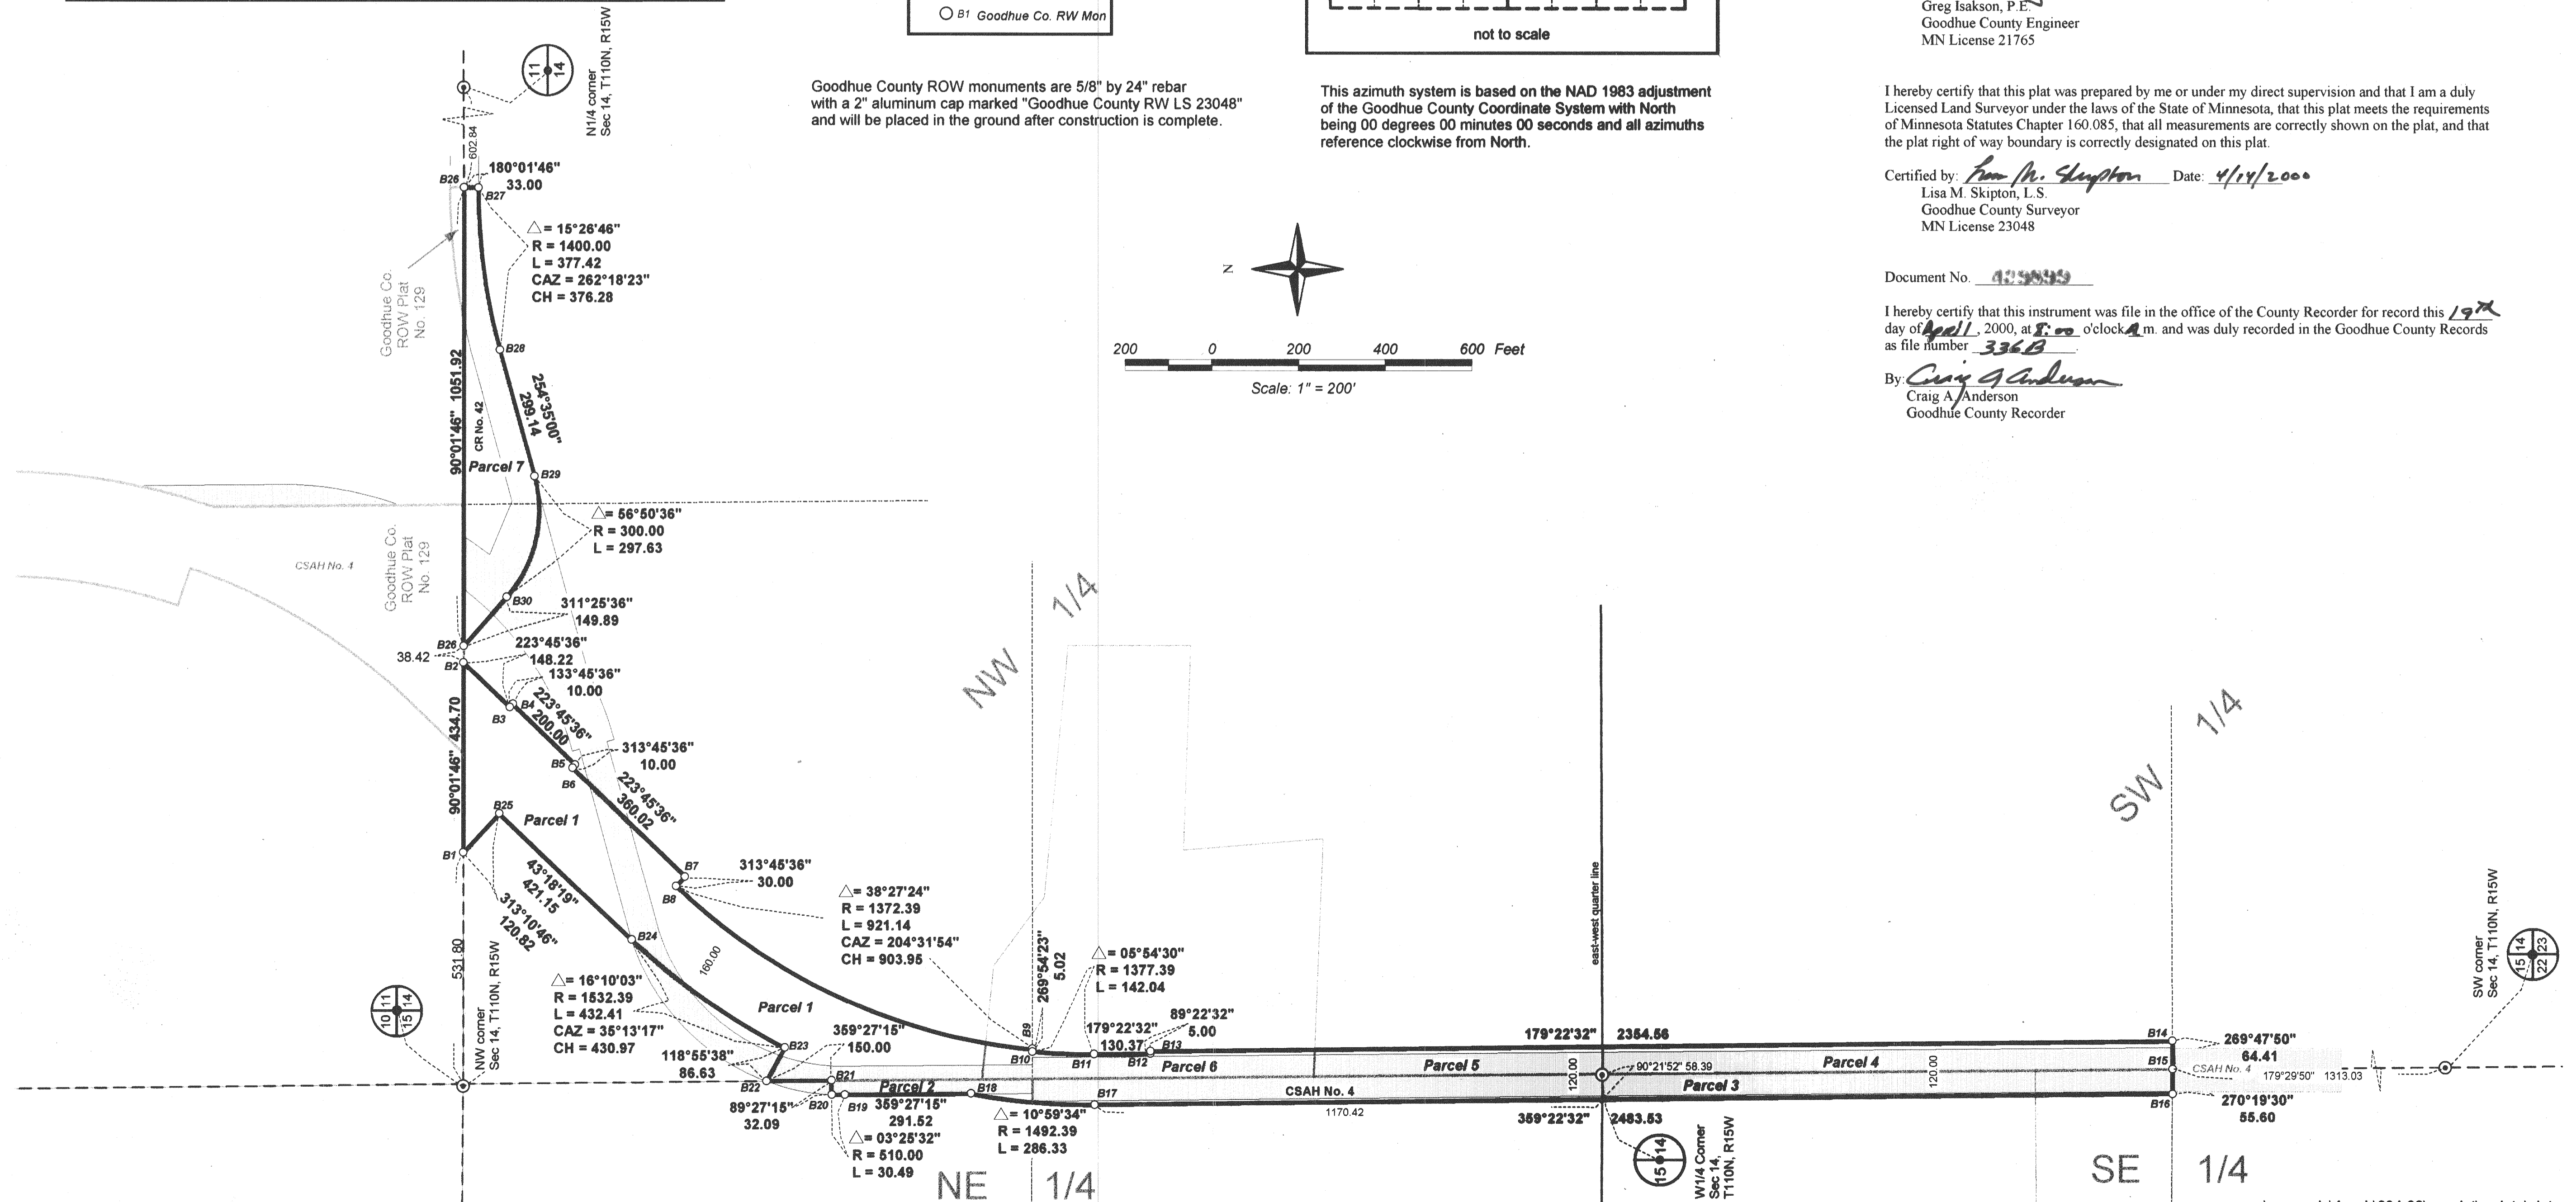 B1 Goodhue Co. RW Mon
not to scale
Greg Isakson, P.E.
Goodhue County Engineer
MN License 21765
Goodhue County ROW monuments are 5/8" by 24" rebar
with a 2" aluminum cap marked "Goodhue County RW LS 23048"
and will be placed in the ground after construction is complete.
This azimuth system is based on the NAD 1983 adjustment
of the Goodhue County Coordinate System with North
being 00 degrees 00 minutes 00 seconds and all azimuths
reference clockwise from North.
I hereby certify that this plat was prepared by me or under my direct supervision and that I am a duly
Licensed Land Surveyor under the laws of the State of Minnesota, that this plat meets the requirements
of Minnesota Statutes Chapter 160.085, that all measurements are correctly shown on the plat, and that
the plat right of way boundary is correctly designated on this plat.
Certified by: Date: 4/14/2000
Lisa M. Skipton, L.S.
Goodhue County Surveyor
MN License 23048
Document No.
I hereby certify that this instrument was file in the office of the County Recorder for record this 19th
day of April, 2000, at 8:00 o'clock A m. and was duly recorded in the Goodhue County Records
as file number 336B.
By: Craig A Anderson
Craig A. Anderson
Goodhue County Recorder
N
200 0 200 400 600 Feet
Scale: 1" = 200'
11
14
N1/4 corner
Sec 14, T110N, R15W
602.84
B26
180°01'46"
33.00
B27
△= 15°26'46"
R = 1400.00
L = 377.42
CAZ = 262°18'23"
CH = 376.28
Goodhue Co.
ROW Plat
No. 129
B28
90°01'46" 1051.92
CR No. 42
254°35'00"
299.14
Parcel 7
B29
△= 56°50'36"
R = 300.00
L = 297.63
Goodhue Co.
ROW Plat
No. 129
CSAH No. 4
B30
311°25'36"
149.89
B26
38.42
B2
223°45'36"
148.22
133°45'36"
10.00
B3
B4
223°45'36"
200.00
90°01'46" 434.70
B5
B6
313°45'36"
10.00
223°45'36"
360.02
B25
Parcel 1
B1
B7
313°45'36"
30.00
B8
43°18'19"
421.15
313°10'46"
120.82
B24
160.00
△= 38°27'24"
R = 1372.39
L = 921.14
CAZ = 204°31'54"
CH = 903.95
531.80
NW corner
Sec 14, T110N, R15W
10 11
15 14
△= 16°10'03"
R = 1532.39
L = 432.41
CAZ = 35°13'17"
CH = 430.97
Parcel 1
B23
118°55'38"
86.63
B22
359°27'15"
150.00
B21
89°27'15"
32.09
B20
B19
Parcel 2
359°27'15"
291.52
B18
△= 03°25'32"
R = 510.00
L = 30.49
△= 10°59'34"
R = 1492.39
L = 286.33
NW 1/4
NE 1/4
B9
B10
269°54'23"
5.02
△= 05°54'30"
R = 1377.39
L = 142.04
B11
179°22'32"
130.37
B12
89°22'32"
5.00
B13
Parcel 6
B17
CSAH No. 4
1170.42
Parcel 5
east-west quarter line
179°22'32" 2354.56
120.00
90°21'52" 58.39
359°22'32" 2483.53
W1/4 Corner
Sec 14,
T110N, R15W
15 14
Parcel 4
Parcel 3
120.00
SW 1/4
SE 1/4
B14
B15
B16
269°47'50"
64.41
CSAH No. 4
179°29'50" 1313.03
270°19'30"
55.60
SW corner
Sec 14, T110N, R15W
15 14
22 23